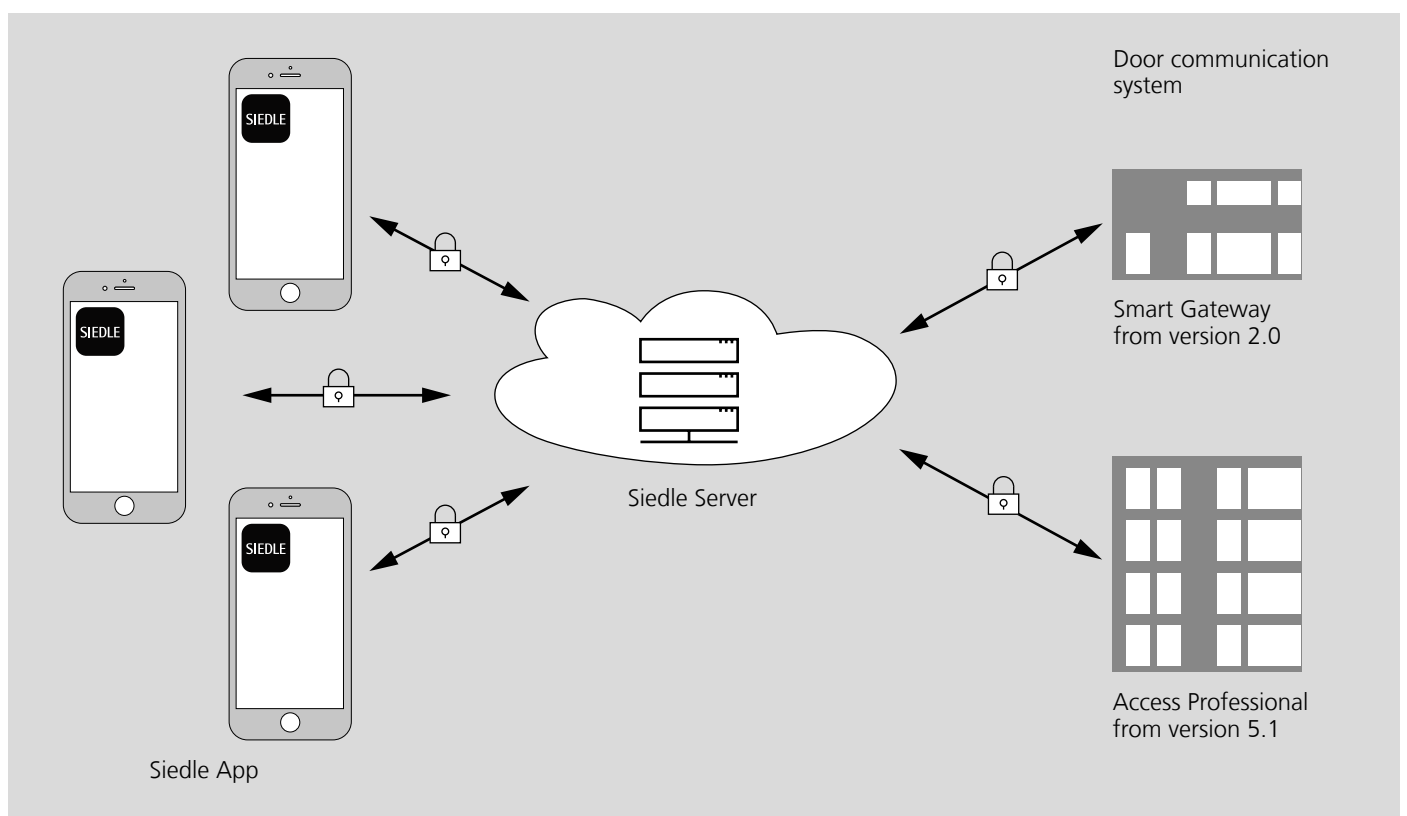 SIEDLE
SIEDLE
SIEDLE
Siedle App
Siedle Server
Door communication
system
Smart Gateway
from version 2.0
Access Professional
from version 5.1